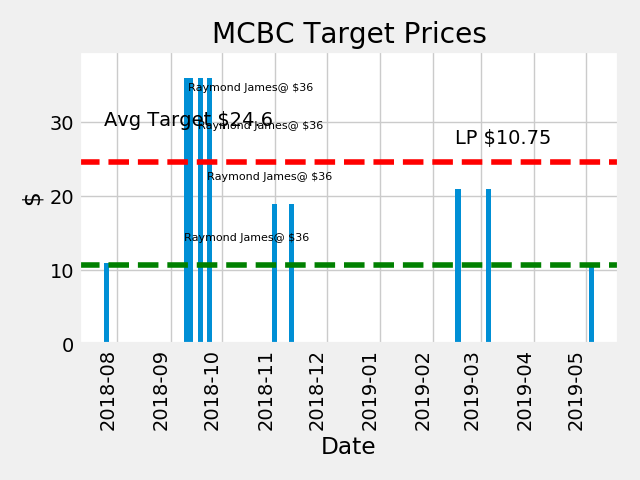 MCBC Target Prices
Raymond James@ $36
Avg Target $24.6
Raymond James@ $36
LP $10.75
Raymond James@ $36
Raymond James@ $36
$
30
20
10
0
2018-08
2018-09
2018-10
2018-11
2018-12
2019-01
2019-02
2019-03
2019-04
2019-05
Date